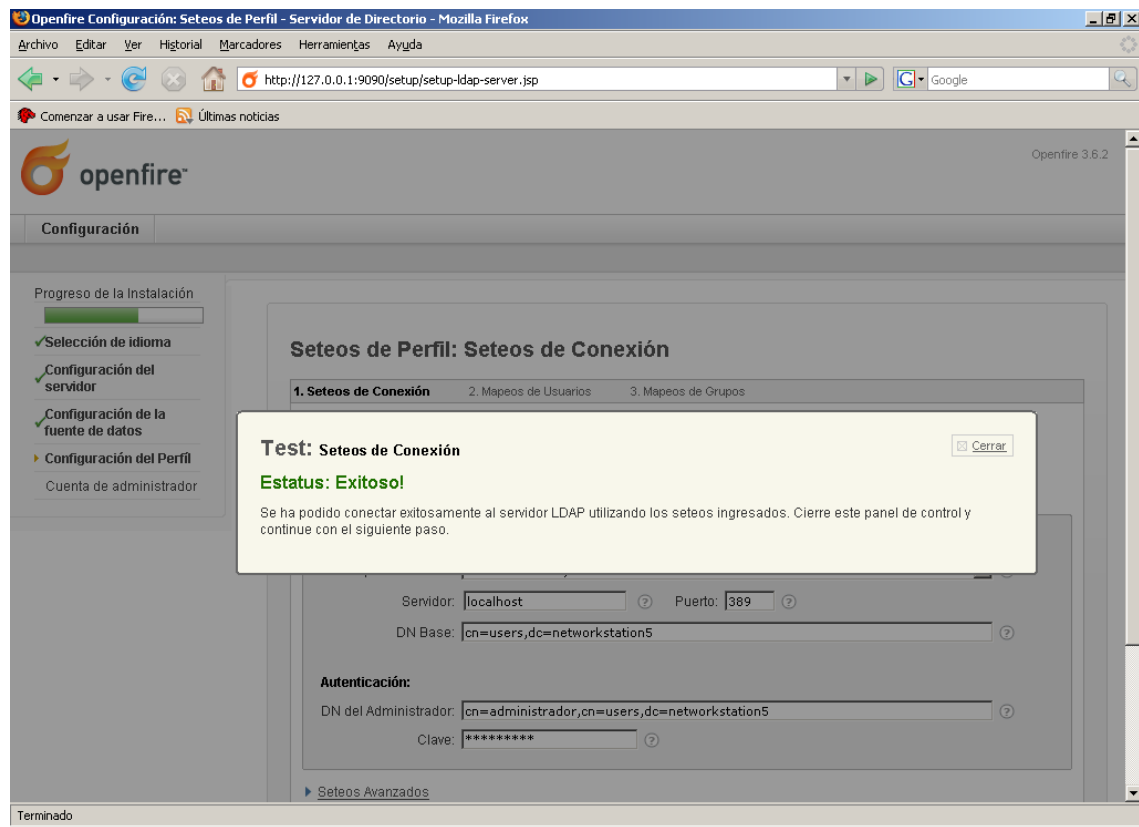 Openfire Configuración: Seteos de Perfil - Servidor de Directorio - Mozilla Firefox
Archivo Editar Ver Historial Marcadores Herramientas Ayuda
http://127.0.0.1:9090/setup/setup-ldap-server.jsp
G Google
Comenzar a usar Fire... Últimas noticias
openfire™
Openfire 3.6.2
Configuración
Progreso de la Instalación
Selección de idioma
Configuración del
servidor
Configuración de la
fuente de datos
Configuración del Perfíl
Cuenta de administrador
Seteos de Perfil: Seteos de Conexión
1. Seteos de Conexión 2. Mapeos de Usuarios 3. Mapeos de Grupos
Test: Seteos de Conexión
Cerrar
Estatus: Exitoso!
Se ha podido conectar exitosamente al servidor LDAP utilizando los seteos ingresados. Cierre este panel de control y
continue con el siguiente paso.
Servidor: localhost ? Puerto: 389 ?
DN Base: cn=users,dc=networkstation5 ?
Autenticación:
DN del Administrador: cn=administrador,cn=users,dc=networkstation5 ?
Clave: ********* ?
Seteos Avanzados
Terminado